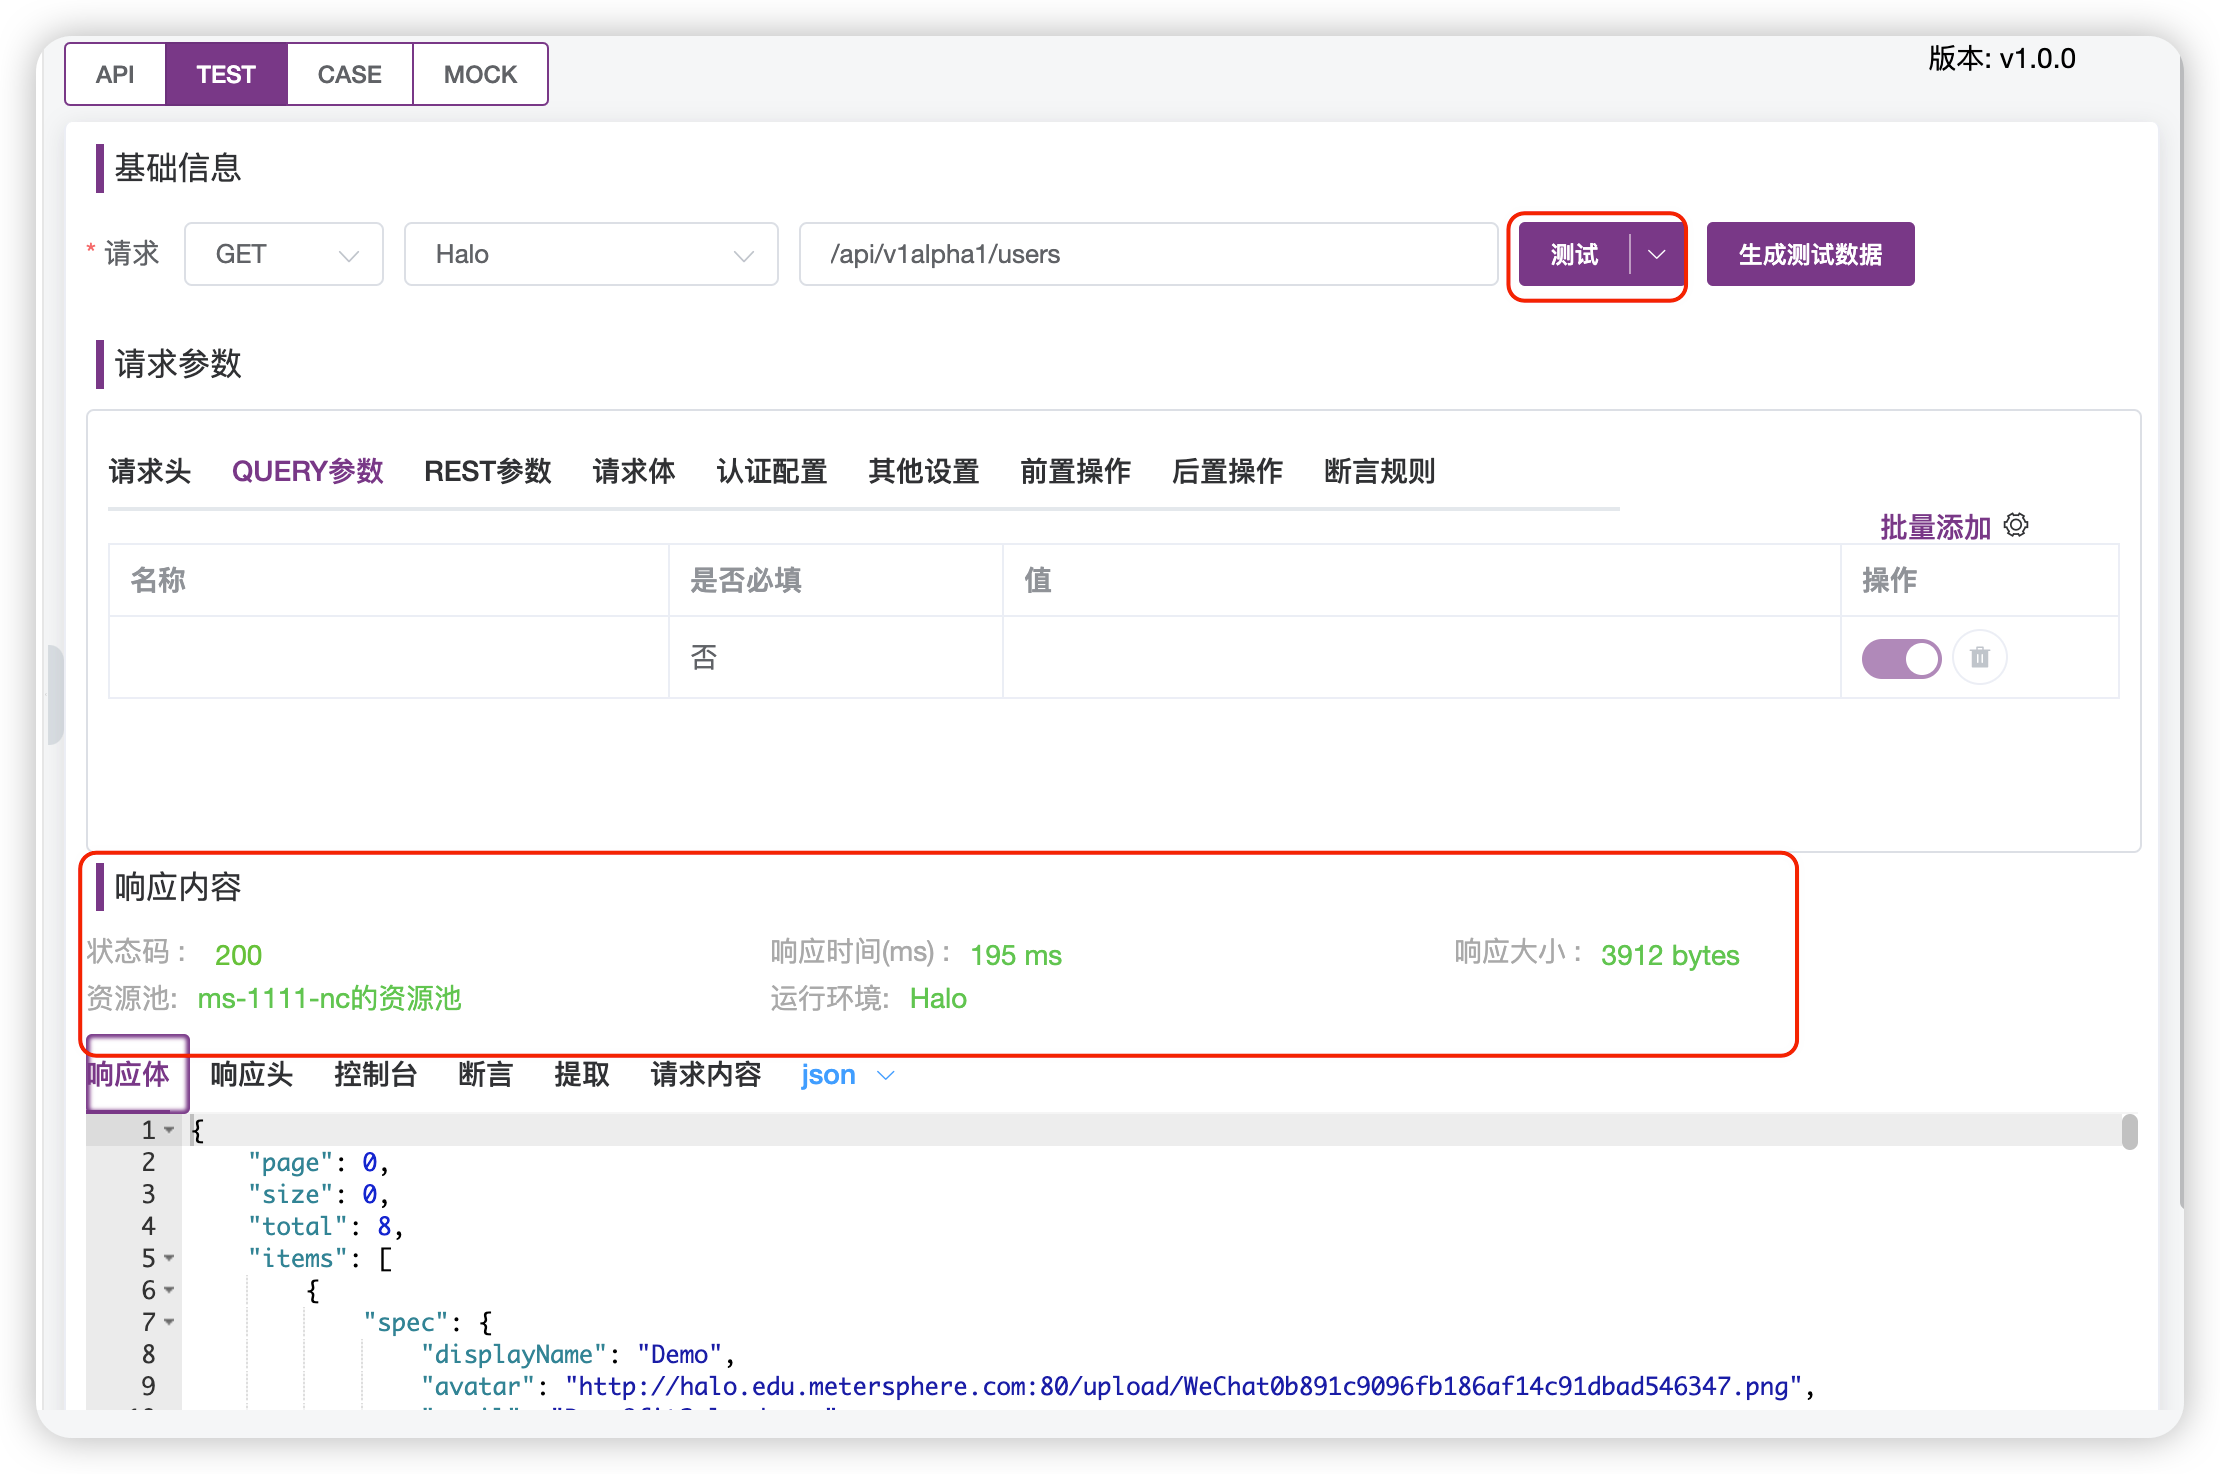 API TEST CASE MOCK
版本: v1.0.0
基础信息
* 请求 GET Halo /api/v1alpha1/users 测试 生成测试数据
请求参数
请求头 QUERY参数 REST参数 请求体 认证配置 其他设置 前置操作 后置操作 断言规则
批量添加
名称 是否必填 值 操作
否
响应内容
状态码 : 200 响应时间(ms) : 195 ms 响应大小 : 3912 bytes
资源池: ms-1111-nc的资源池 运行环境: Halo
响应体 响应头 控制台 断言 提取 请求内容 json
1 {
2 "page": 0,
3 "size": 0,
4 "total": 8,
5 "items": [
6 {
7 "spec": {
8 "displayName": "Demo",
9 "avatar": "http://halo.edu.metersphere.com:80/upload/WeChat0b891c9096fb186af14c91dbad546347.png",